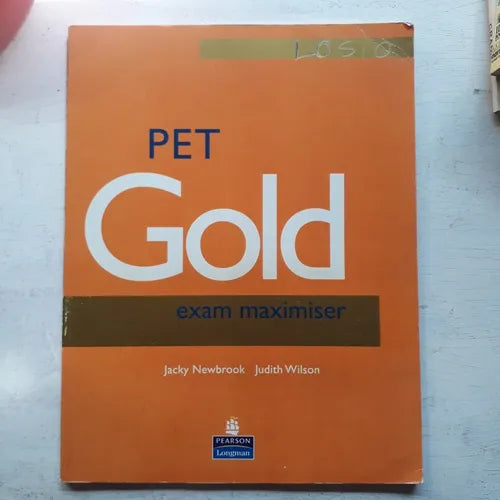 PET
Gold
exam maximiser
Jacky Newbrook Judith Wilson
PEARSON
Longman